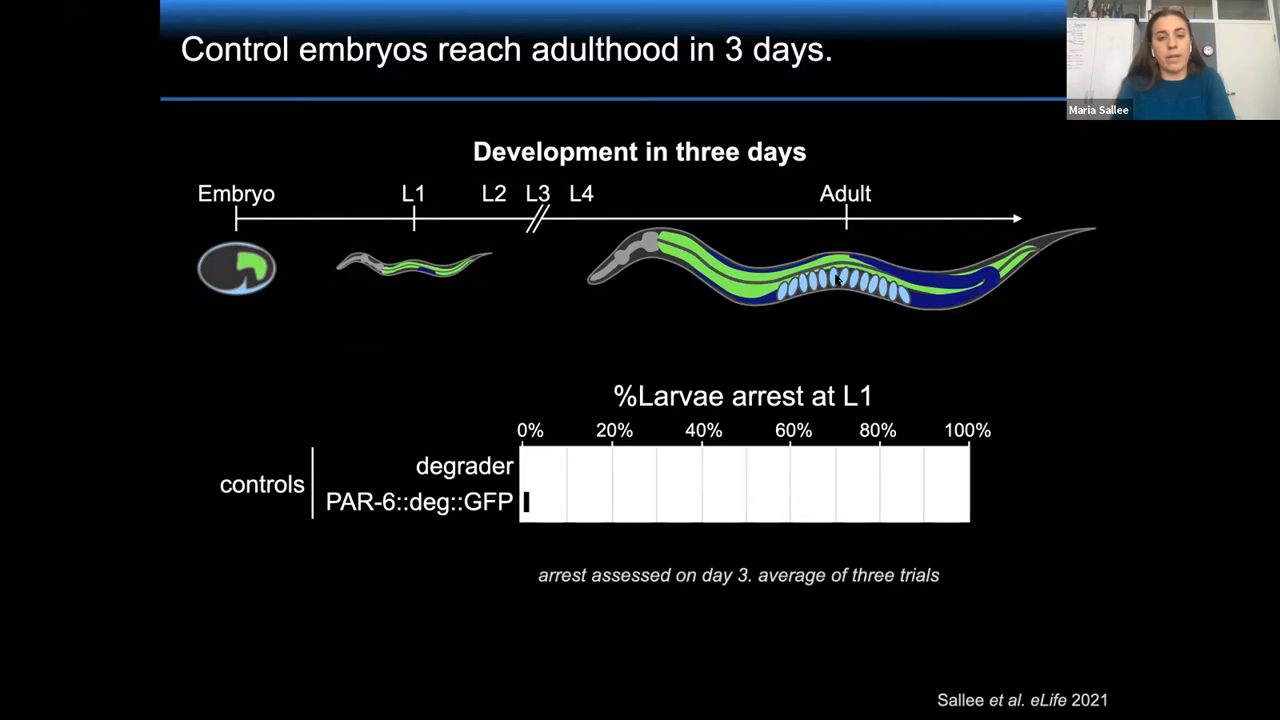 Control embryos reach adulthood in 3 days.
Maria Sallee
Development in three days
Embryo L1 L2 L3 L4 Adult
%Larvae arrest at L1
0% 20% 40% 60% 80% 100%
degrader
controls
PAR-6::deg::GFP
arrest assessed on day 3. average of three trials
Sallee et al. eLife 2021